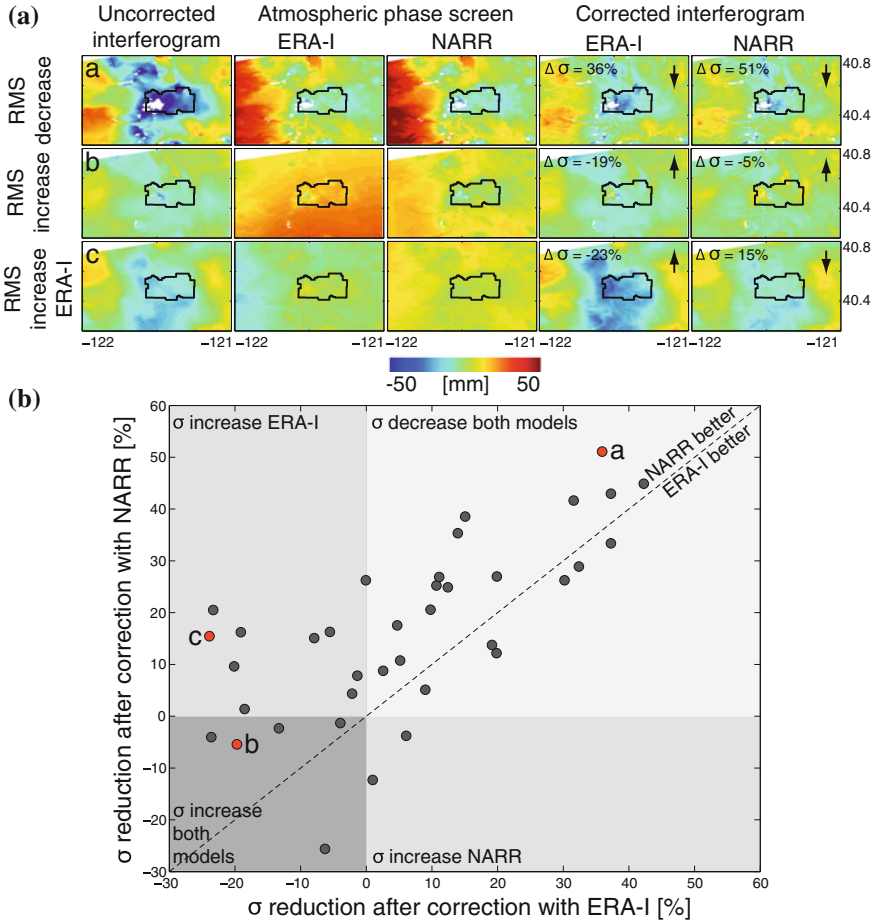 (a)
Uncorrected interferogram
Atmospheric phase screen
Corrected interferogram
ERA-I
NARR
ERA-I
NARR
RMS decrease
a
Δ σ = 36%
Δ σ = 51%
40.8
40.4
RMS increase
b
Δ σ = -19%
Δ σ = -5%
40.8
40.4
RMS increase ERA-I
c
Δ σ = -23%
Δ σ = 15%
40.8
40.4
−122
−121
−122
−121
−122
−121
−122
−121
−122
−121
-50 [mm] 50
(b)
σ reduction after correction with NARR [%]
60
50
40
30
20
10
0
−10
−20
−30
σ increase ERA-I
σ decrease both models
NARR better
ERA-I better
a
c
b
σ increase
both
models
σ increase NARR
−30
−20
−10
0
10
20
30
40
50
60
σ reduction after correction with ERA-I [%]